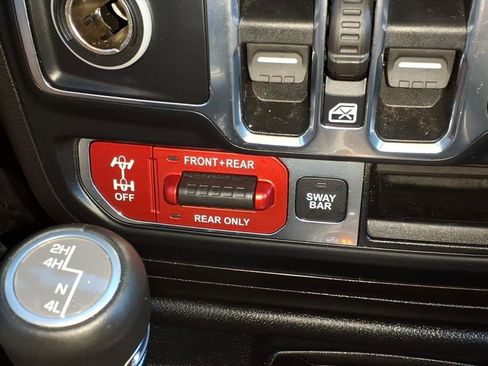 FRONT+REAR
OFF
REAR ONLY
SWAY
BAR
2H
4H
N
4L